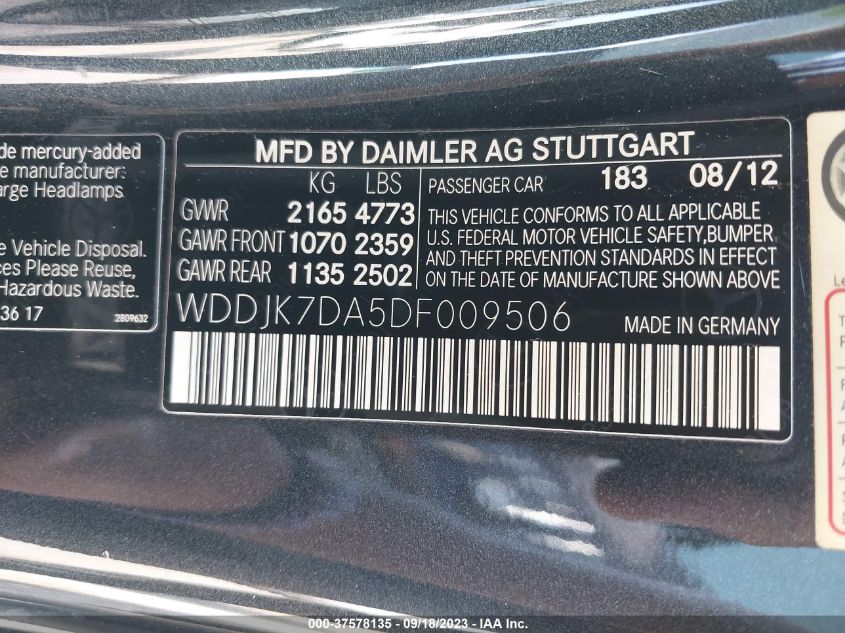 de mercury-added
e manufacturer:
arge Headlamps
e Vehicle Disposal.
ces Please Reuse,
Hazardous Waste.
36 17
2809632
MFD BY DAIMLER AG STUTTGART
KG LBS
GVWR 2165 4773
GAWR FRONT 1070 2359
GAWR REAR 1135 2502
PASSENGER CAR 183 08/12
THIS VEHICLE CONFORMS TO ALL APPLICABLE
U.S. FEDERAL MOTOR VEHICLE SAFETY,BUMPER,
AND THEFT PREVENTION STANDARDS IN EFFECT
ON THE DATE OF MANUFACTURE SHOWN ABOVE
WDDJK7DA5DF009506
MADE IN GERMANY
000-37578135 - 09/18/2023 - IAA Inc.